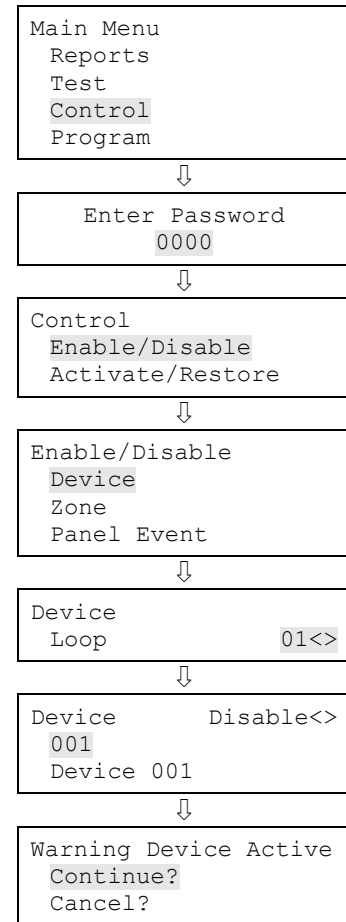 Main Menu
Reports
Test
Control
Program
⇩
Enter Password
0000
⇩
Control
Enable/Disable
Activate/Restore
⇩
Enable/Disable
Device
Zone
Panel Event
⇩
Device
Loop 01<>
⇩
Device Disable<>
001
Device 001
⇩
Warning Device Active
Continue?
Cancel?